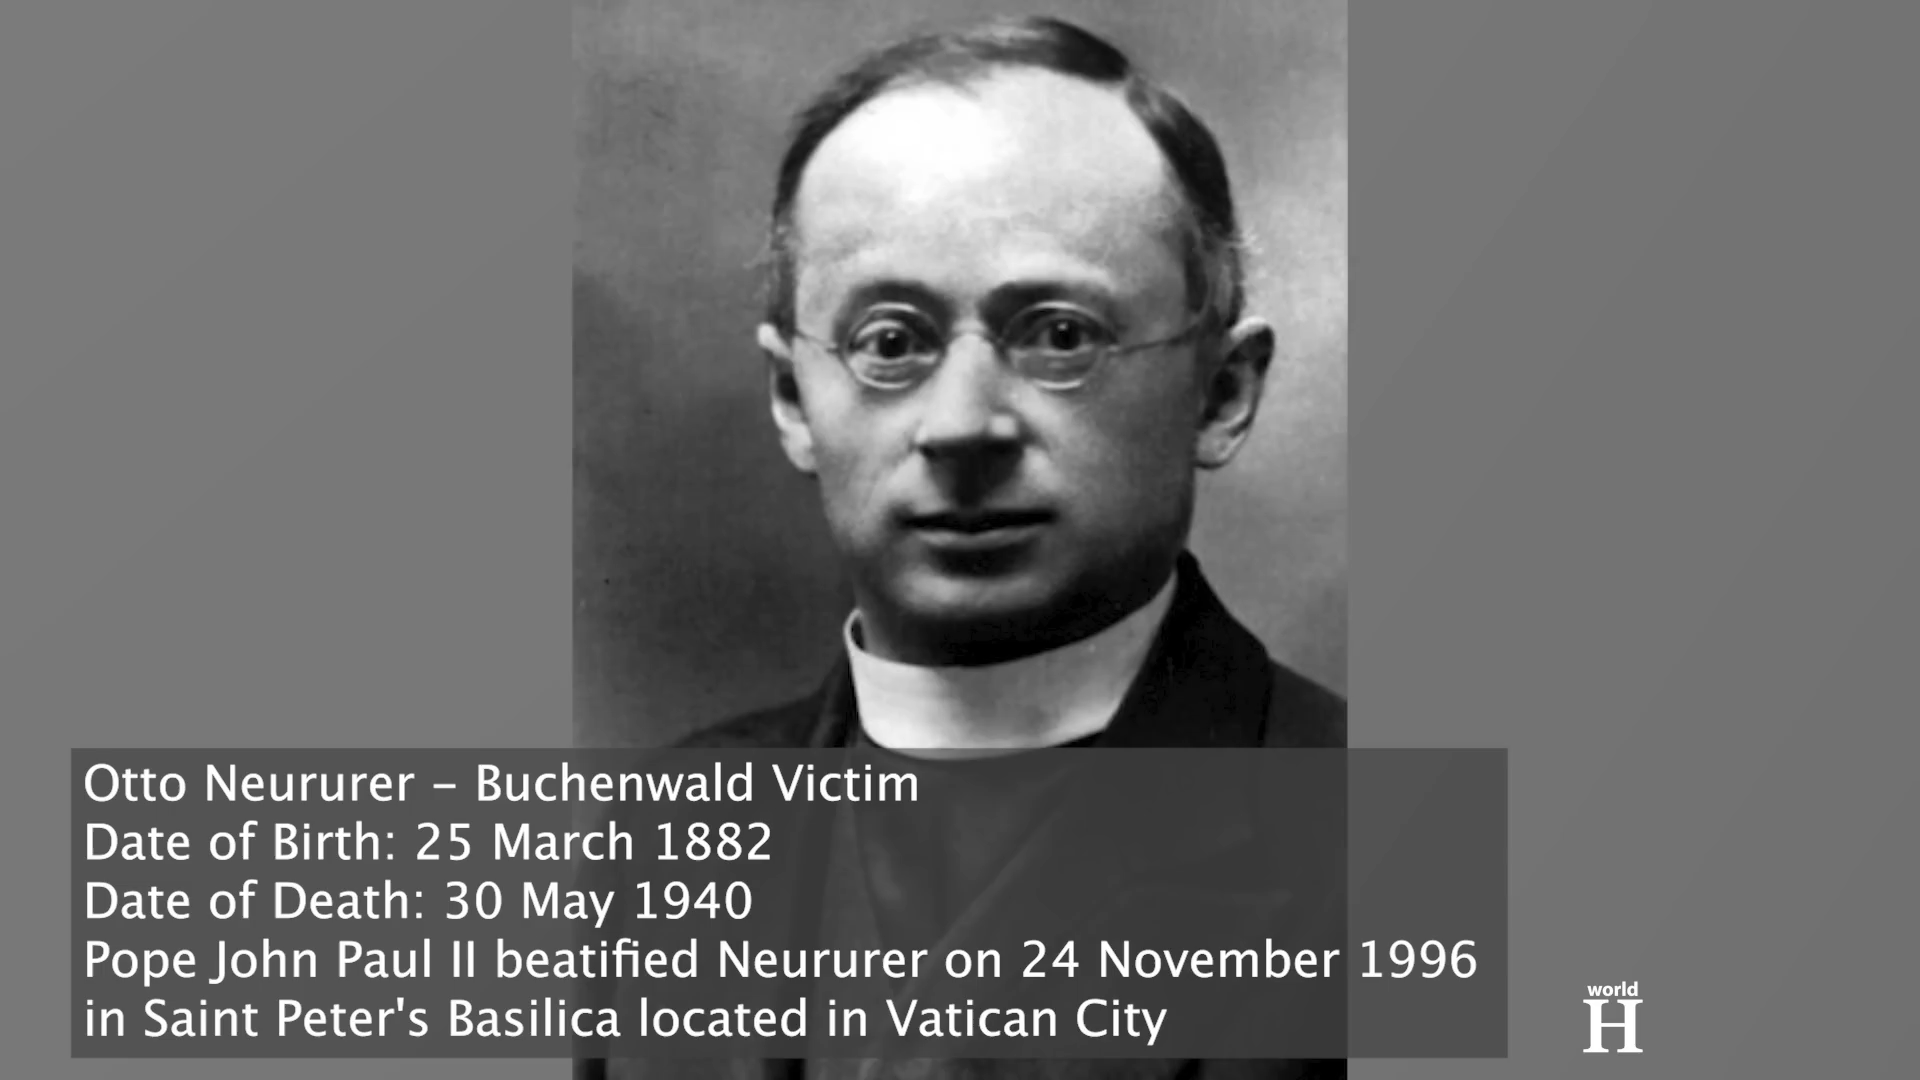 Otto Neururer – Buchenwald Victim
Date of Birth: 25 March 1882
Date of Death: 30 May 1940
Pope John Paul II beatified Neururer on 24 November 1996
in Saint Peter's Basilica located in Vatican City
world
H